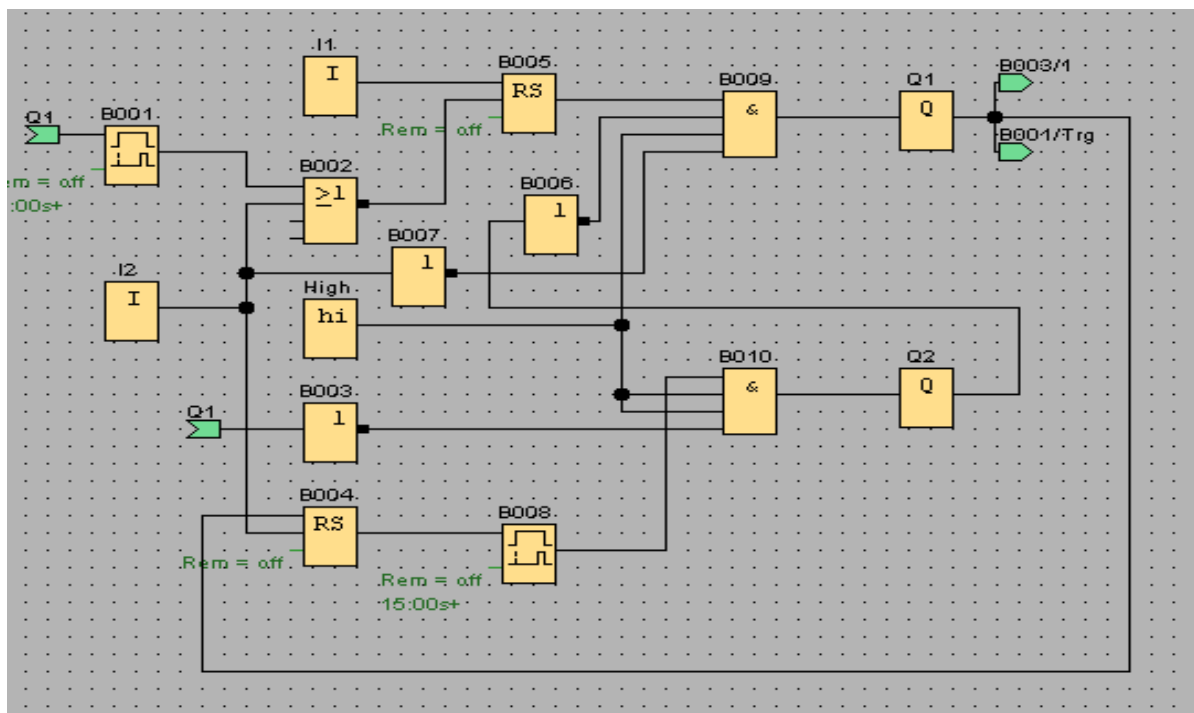 I1
I
B005
RS
Rem = off
B009
&
Q1
Q
B003/1
B001/Trg
Q1
B001
em = off
:00s+
B002
≥1
B006
1
B007
1
I2
I
High
hi
B010
&
Q2
Q
Q1
B003
1
B004
RS
Rem = off
B008
Rem = off
15:00s+